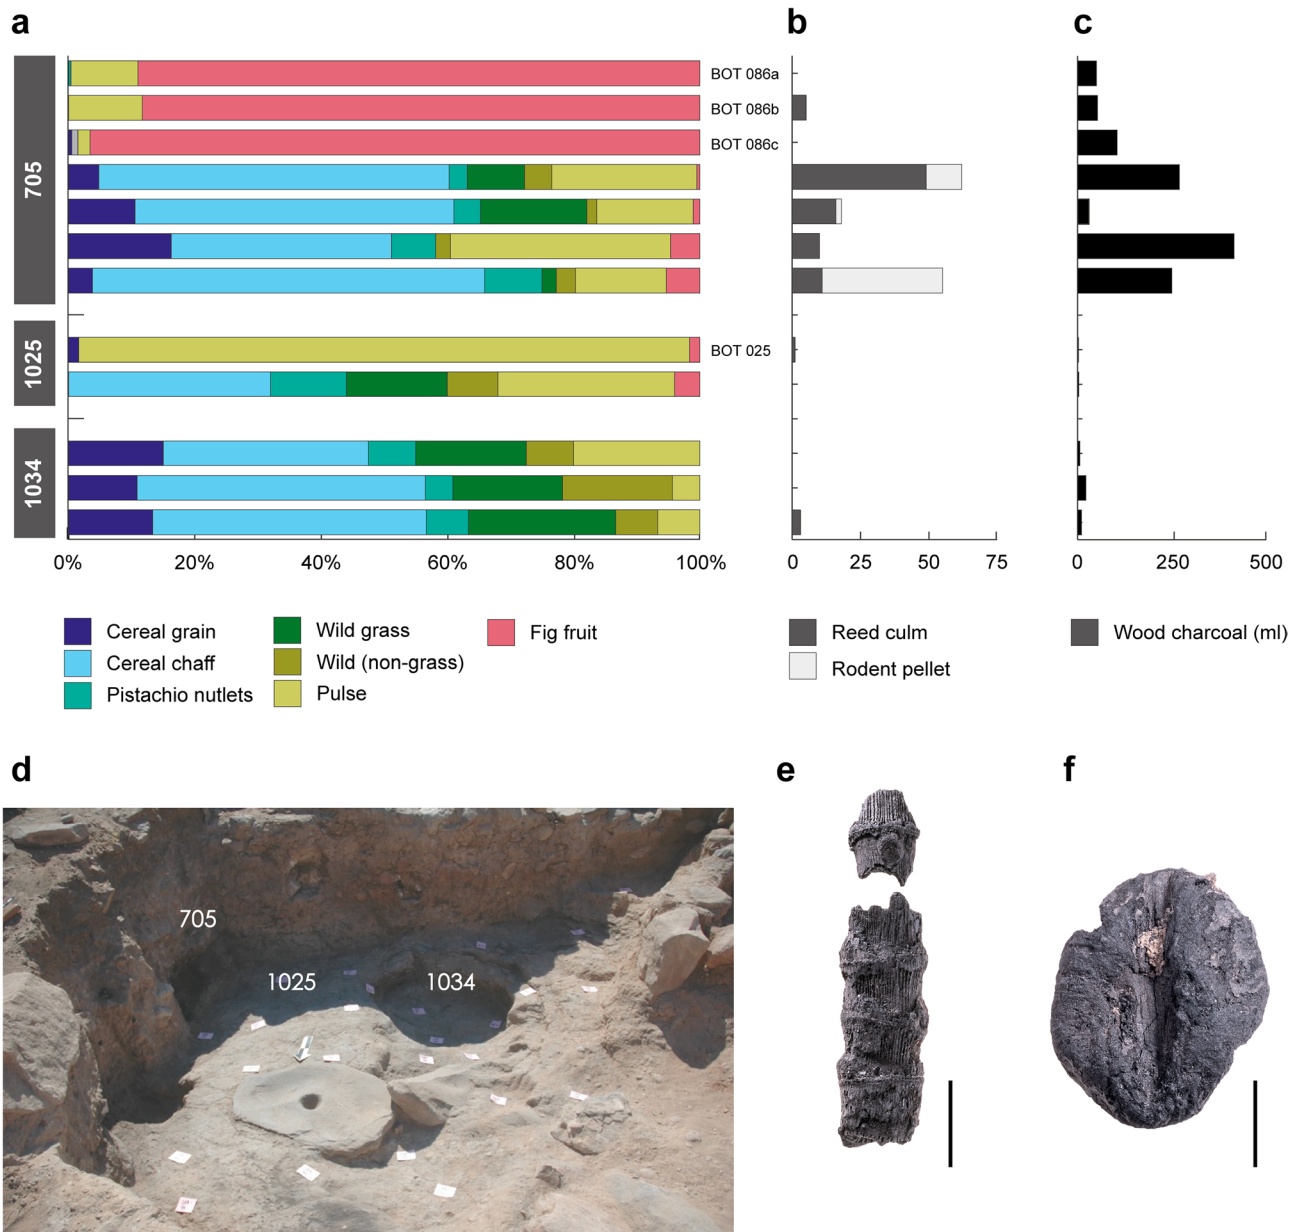 a
b
c
705
BOT 086a
BOT 086b
BOT 086c
1025
BOT 025
1034
0% 20% 40% 60% 80% 100%
0 25 50 75
0 250 500
Cereal grain
Cereal chaff
Pistachio nutlets
Wild grass
Wild (non-grass)
Pulse
Fig fruit
Reed culm
Rodent pellet
Wood charcoal (ml)
d
e
f
705
1025
1034